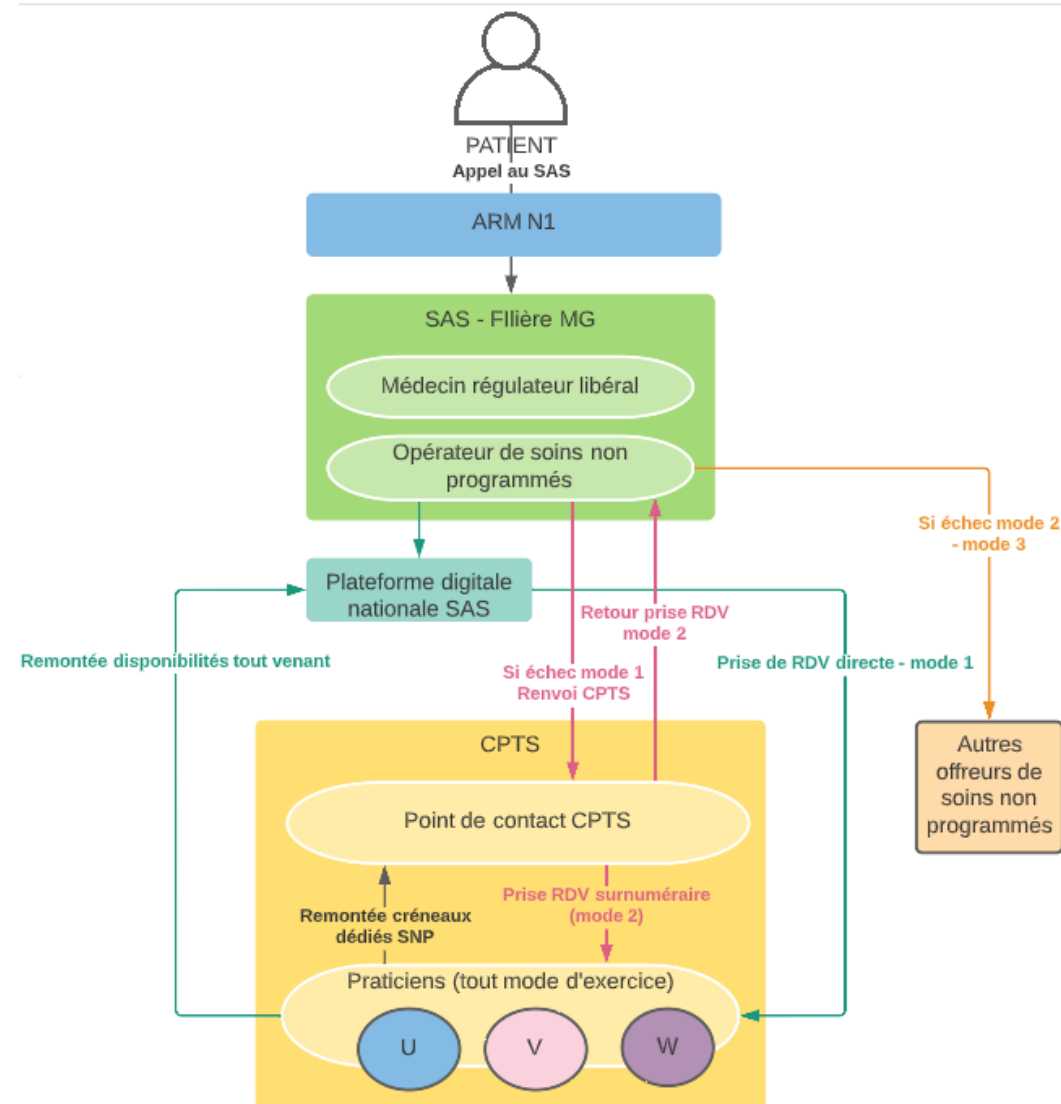 PATIENT
Appel au SAS
ARM N1
SAS - FIlière MG
Médecin régulateur libéral
Opérateur de soins non
programmés
Si échec mode 2
- mode 3
Plateforme digitale
nationale SAS
Retour prise RDV
mode 2
Remontée disponibilités tout venant
Si échec mode 1
Renvoi CPTS
Prise de RDV directe - mode 1
CPTS
Autres
offreurs de
soins non
programmés
Point de contact CPTS
Remontée créneaux
dédiés SNP
Prise RDV surnuméraire
(mode 2)
Praticiens (tout mode d'exercice)
U
V
W